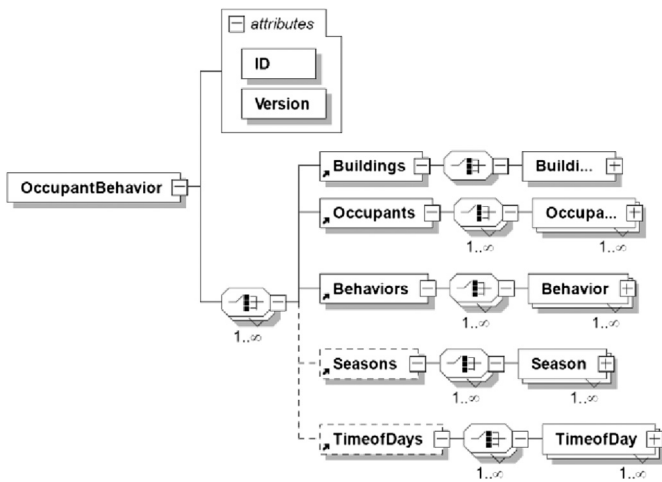 attributes
ID
Version
OccupantBehavior
Buildings
Buildi...
Occupants
Occupa...
1..∞
1..∞
Behaviors
Behavior
1..∞
1..∞
1..∞
Seasons
Season
1..∞
1..∞
TimeofDays
TimeofDay
1..∞
1..∞